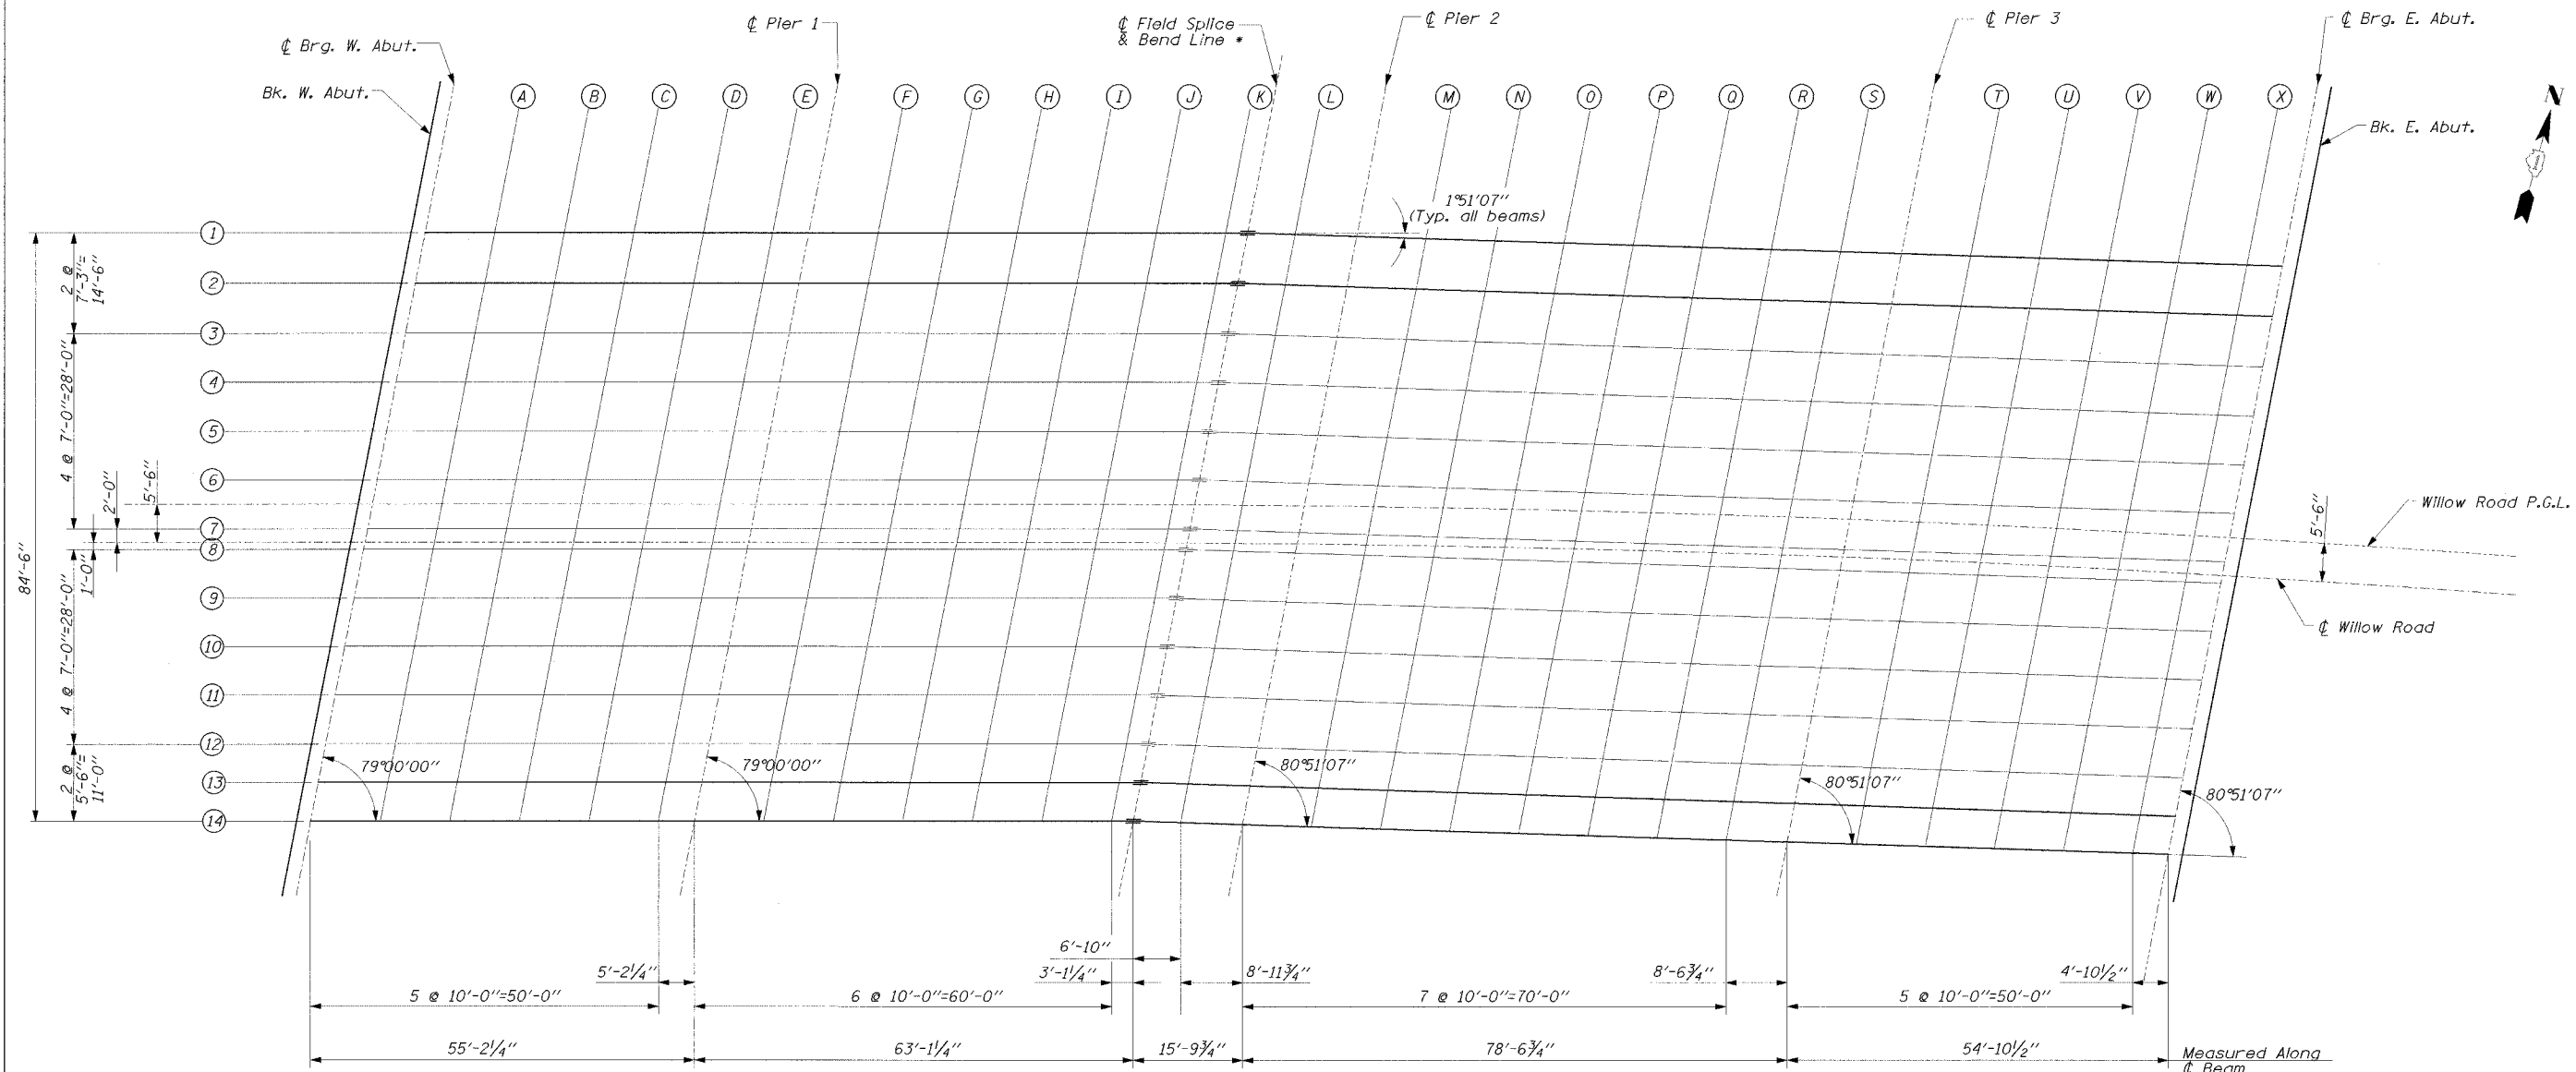 ℄ Brg. W. Abut.
Bk. W. Abut.
℄ Pier 1
℄ Field Splice
& Bend Line *
℄ Pier 2
℄ Pier 3
℄ Brg. E. Abut.
Bk. E. Abut.
N
A B C D E F G H I J K L M N O P Q R S T U V W X
1°51'07"
(Typ. all beams)
1
2
3
4
5
6
7
8
9
10
11
12
13
14
84'-6"
2 @
7'-3"=
14'-6"
4 @ 7'-0"=28'-0"
2'-0"
5'-6"
1'-0"
4 @ 7'-0"=28'-0"
2 @
5'-6"=
11'-0"
Willow Road P.G.L.
5'-6"
℄ Willow Road
79°00'00"
79°00'00"
80°51'07"
80°51'07"
80°51'07"
6'-10"
5'-2¼"
3'-1¼"
8'-11¾"
8'-6¾"
4'-10½"
5 @ 10'-0"=50'-0"
6 @ 10'-0"=60'-0"
7 @ 10'-0"=70'-0"
5 @ 10'-0"=50'-0"
55'-2¼"
63'-1¼"
15'-9¾"
78'-6¾"
54'-10½"
Measured Along
℄ Beam